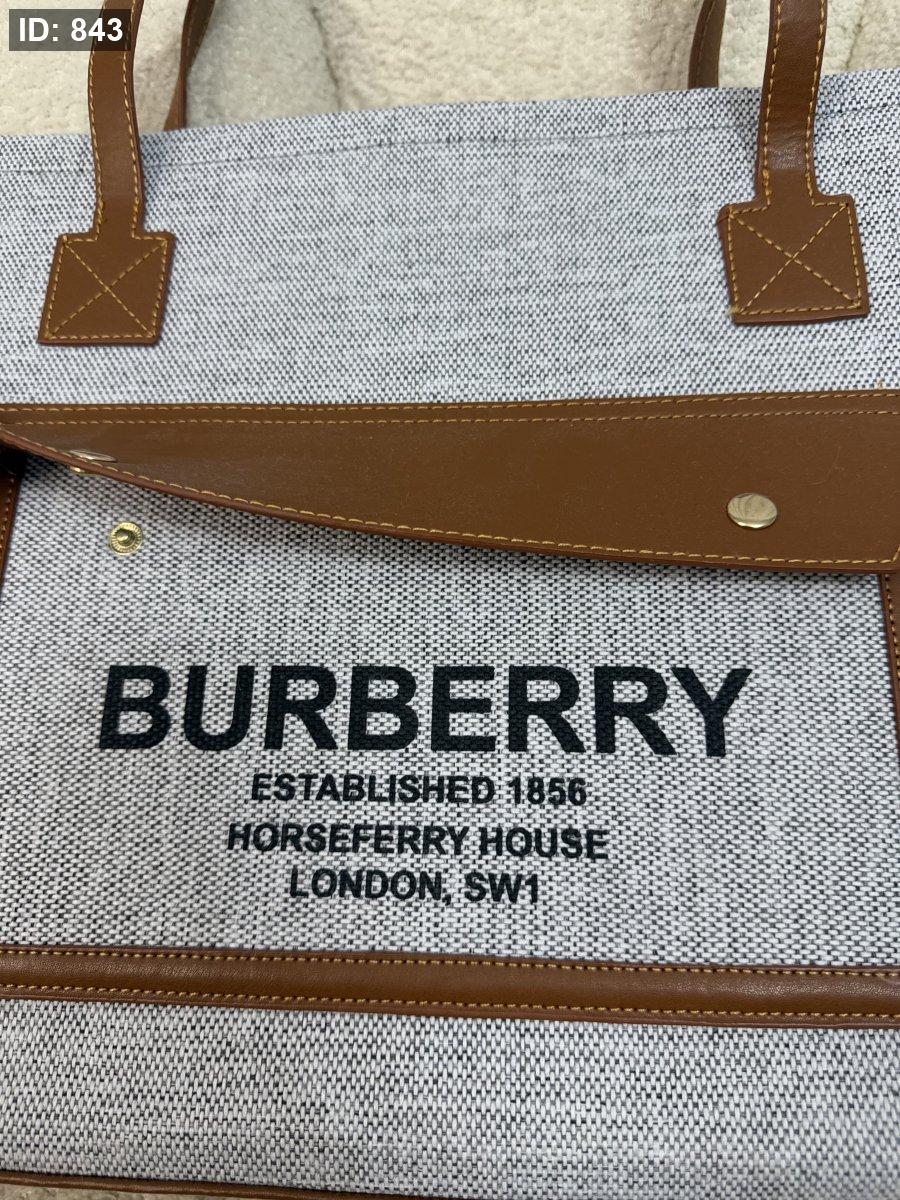 ID: 843
BURBERRY
ESTABLISHED 1856
HORSEFERRY HOUSE
LONDON, SW1